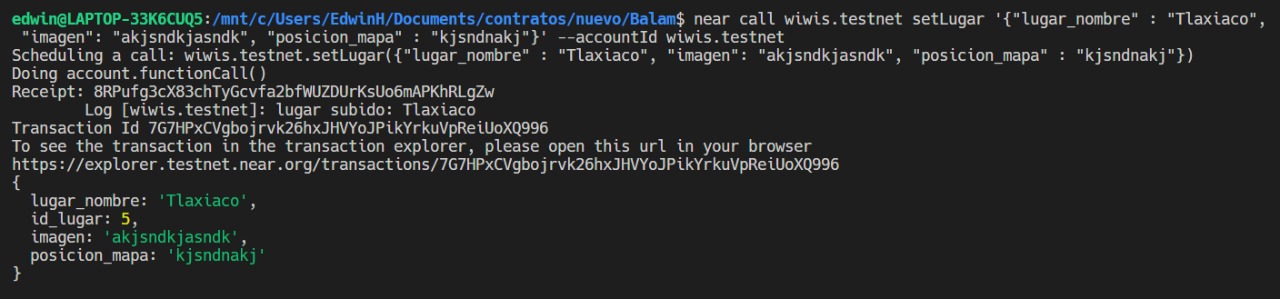 edwin@LAPTOP-33K6CUQ5:/mnt/c/Users/EdwinH/Documents/contratos/nuevo/Balam$ near call wiwis.testnet setLugar '{"lugar_nombre" : "Tlaxiaco",
"imagen": "akjsndkjasndk", "posicion_mapa" : "kjsndnakj"}' --accountId wiwis.testnet
Scheduling a call: wiwis.testnet.setLugar({"lugar_nombre" : "Tlaxiaco", "imagen": "akjsndkjasndk", "posicion_mapa" : "kjsndnakj"})
Doing account.functionCall()
Receipt: 8RPufg3cX83chTyGcvfa2bfWUZDUrKsUo6mAPKhRLgZw
Log [wiwis.testnet]: lugar subido: Tlaxiaco
Transaction Id 7G7HPxCVgbojrvk26hxJHVYoJPikYrkuVpReiUoXQ996
To see the transaction in the transaction explorer, please open this url in your browser
https://explorer.testnet.near.org/transactions/7G7HPxCVgbojrvk26hxJHVYoJPikYrkuVpReiUoXQ996
{
lugar_nombre: 'Tlaxiaco',
id_lugar: 5,
imagen: 'akjsndkjasndk',
posicion_mapa: 'kjsndnakj'
}